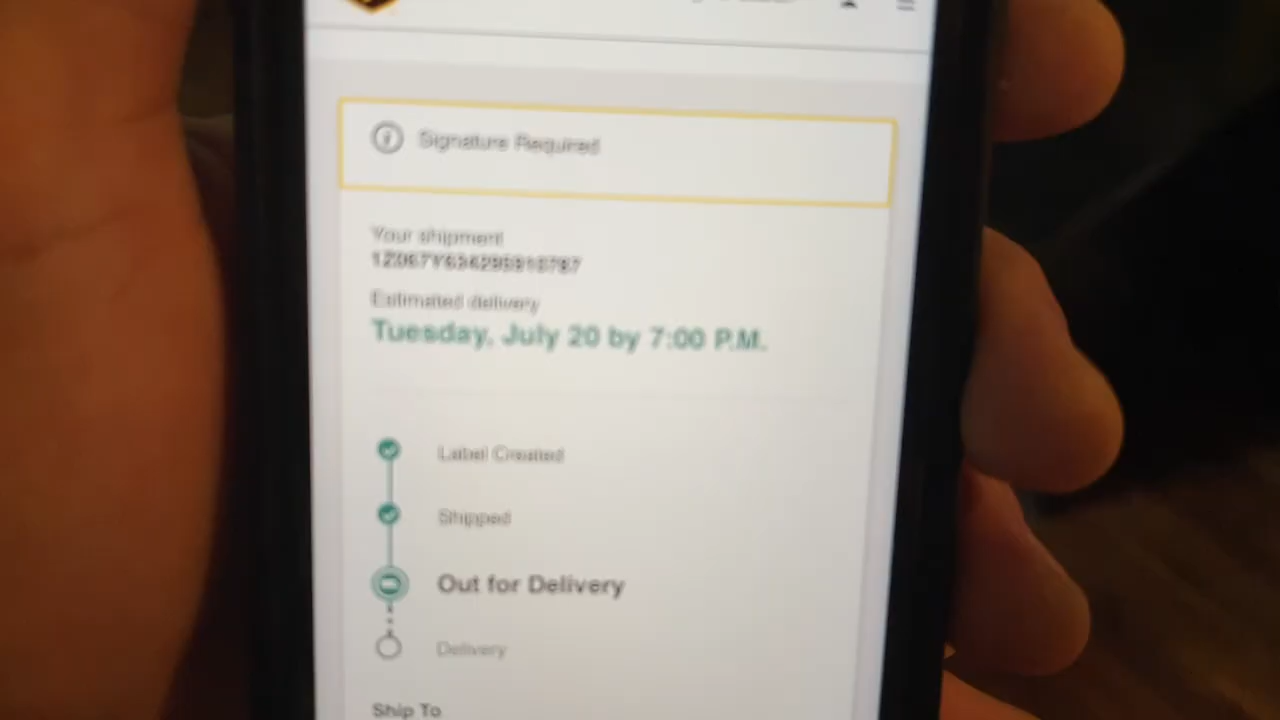 Signature Required
Your shipment
Estimated delivery
Tuesday, July 20 by 7:00 P.M.
Label Created
Shipped
Out for Delivery
Delivery
Ship To